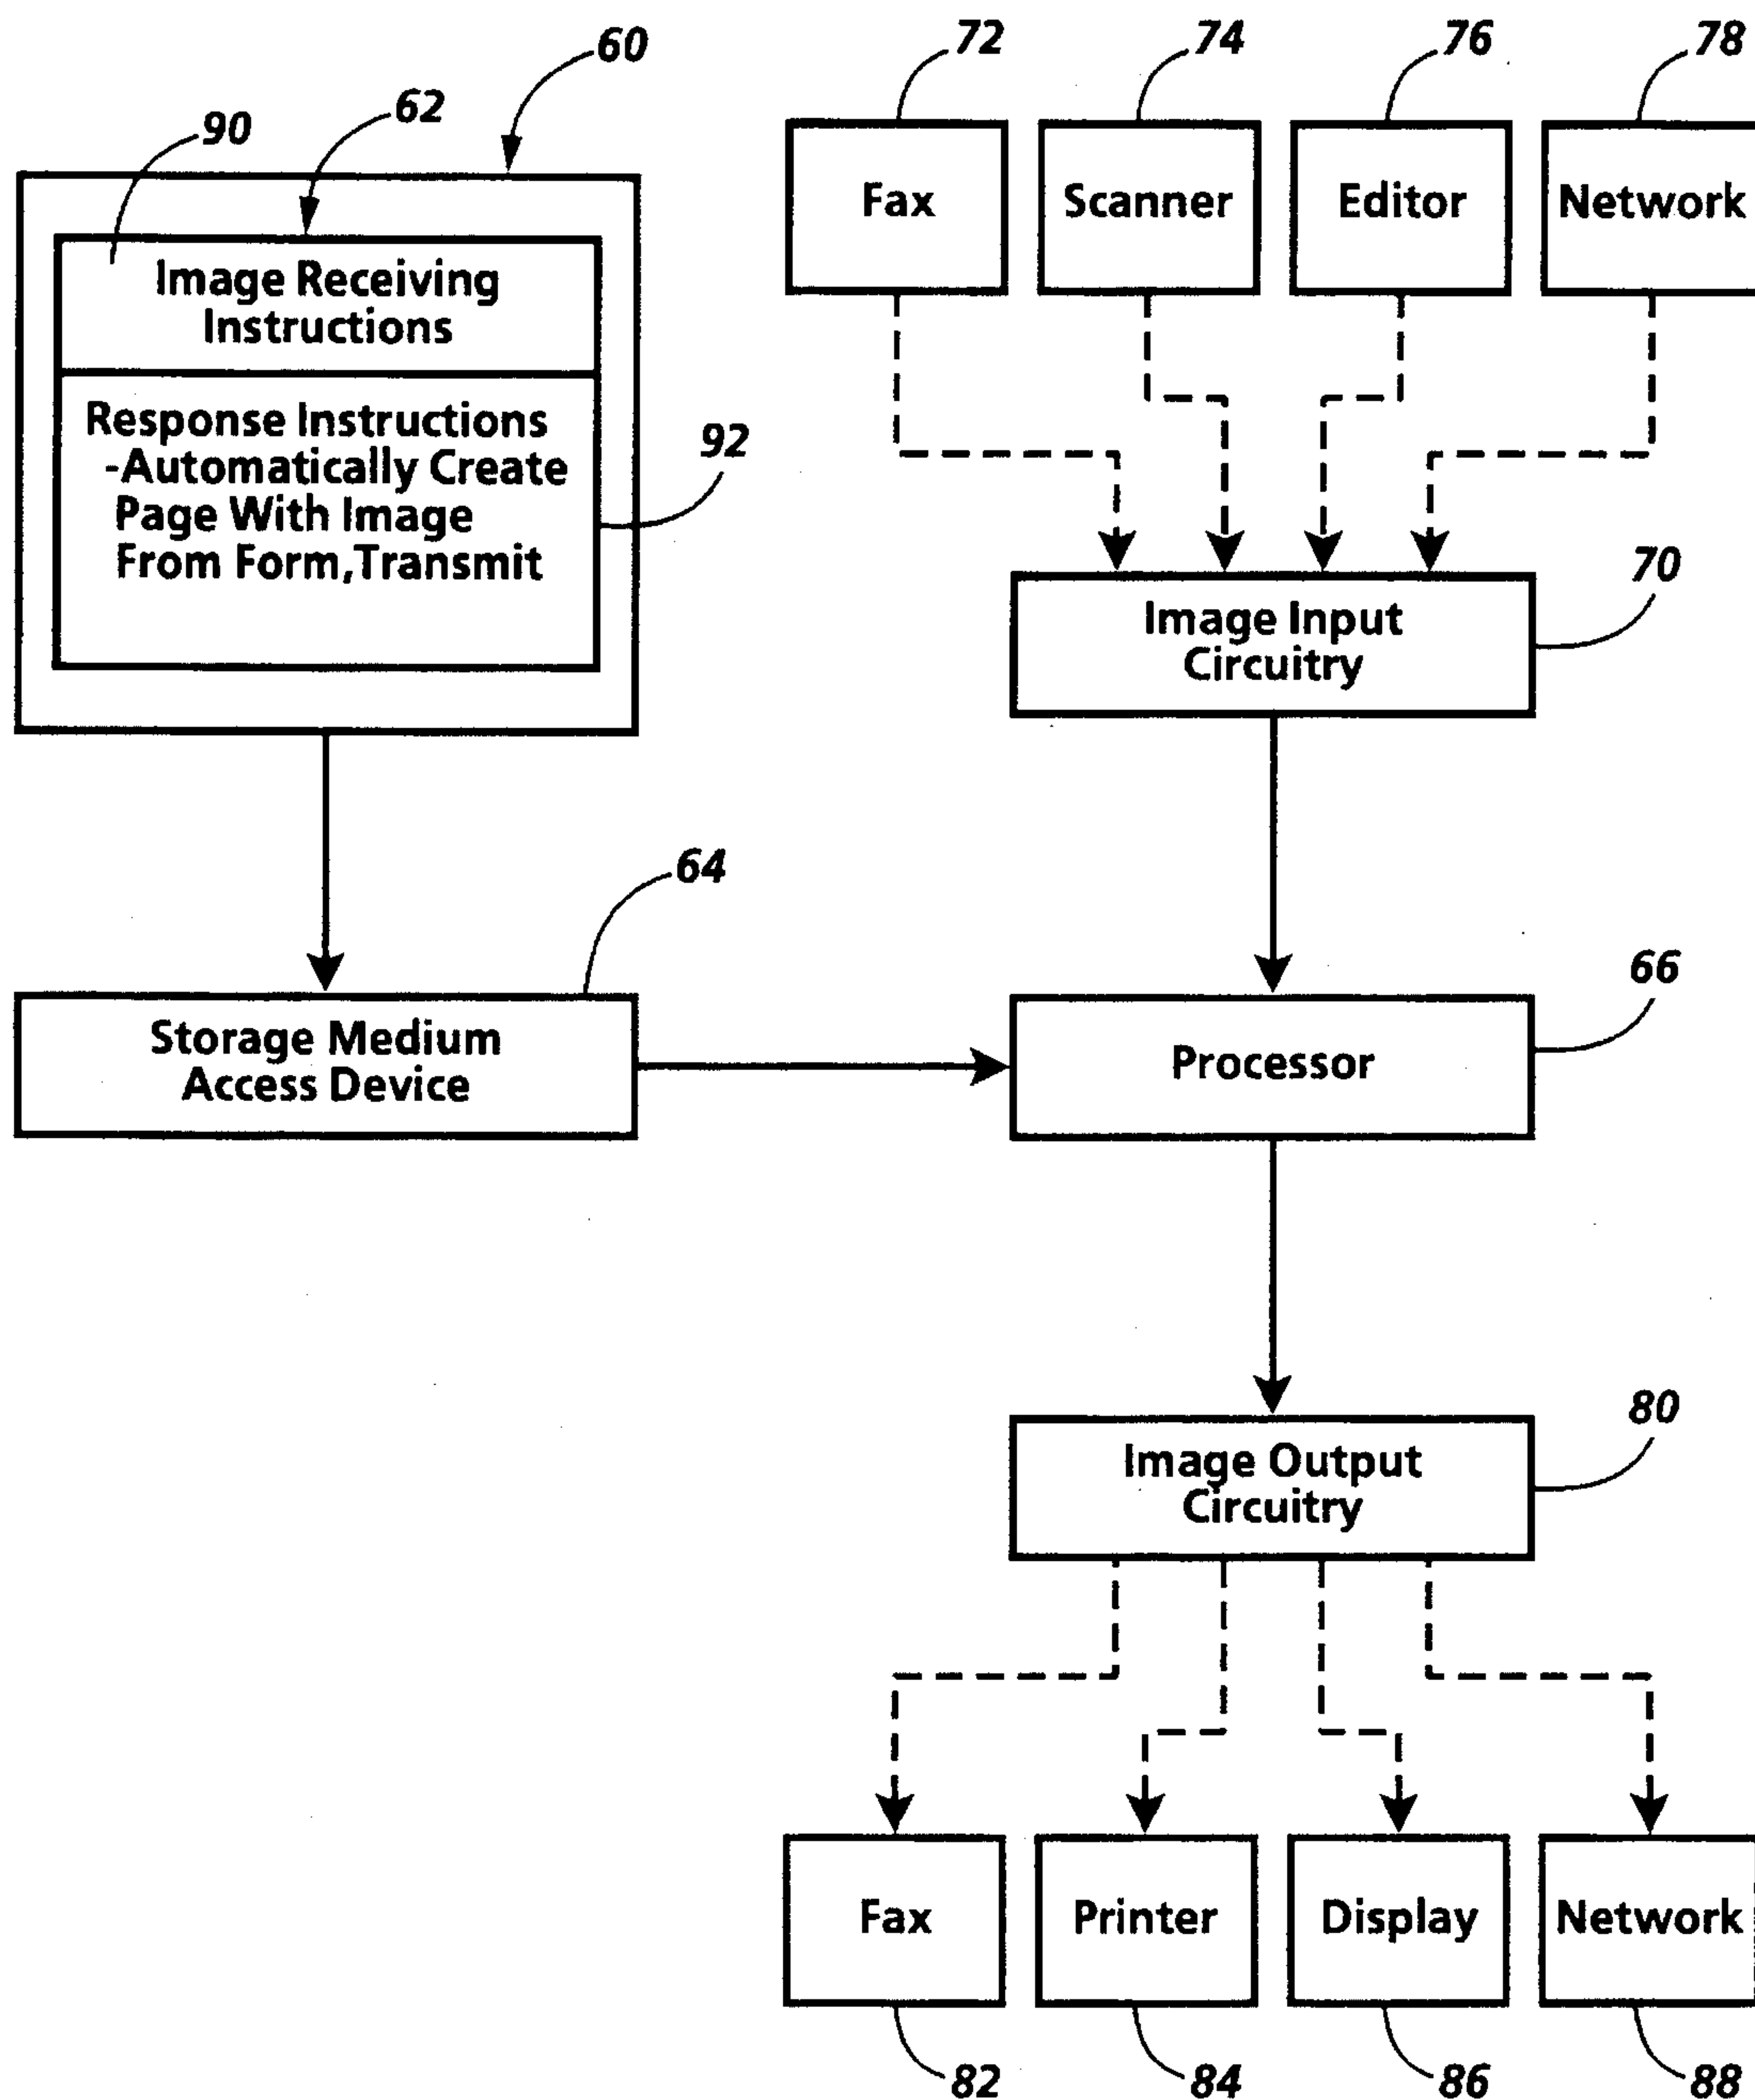 60
72
74
76
78
62
90
Fax
Scanner
Editor
Network
Image Receiving
Instructions
Response Instructions
-Automatically Create
Page With Image
From Form,Transmit
92
70
Image Input
Circuitry
64
66
Storage Medium
Access Device
Processor
80
Image Output
Circuitry
Fax
Printer
Display
Network
82
84
86
88